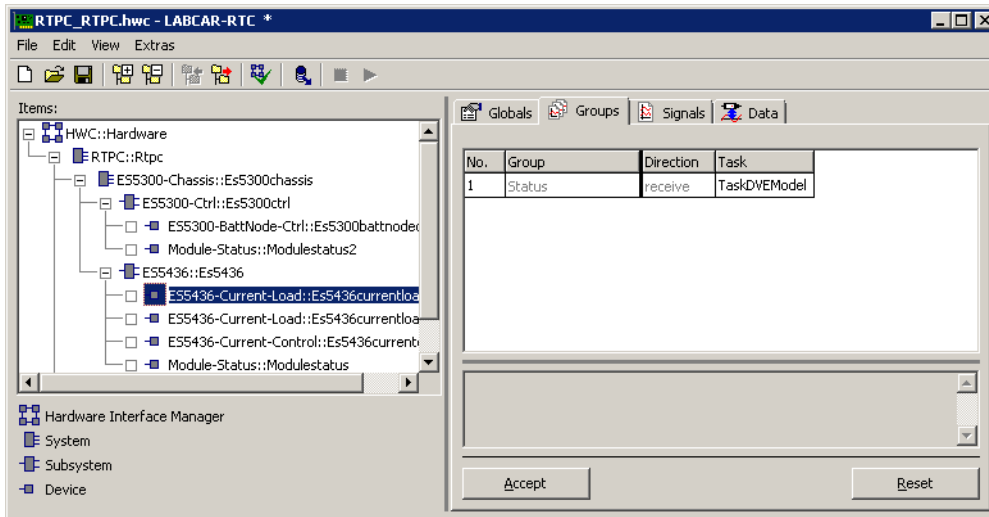 RTPC_RTPC.hwc - LABCAR-RTC *
File Edit View Extras
Items:
HWC::Hardware
RTPC::Rtpc
ES5300-Chassis::Es5300chassis
ES5300-Ctrl::Es5300ctrl
ES5300-BattNode-Ctrl::Es5300battnodec
Module-Status::Modulestatus2
ES5436::Es5436
ES5436-Current-Load::Es5436currentloa
ES5436-Current-Load::Es5436currentloa
ES5436-Current-Control::Es5436currento
Module-Status::Modulestatus
Hardware Interface Manager
System
Subsystem
Device
Globals Groups Signals Data
No. Group Direction Task
1 Status receive TaskDVEModel
Accept Reset